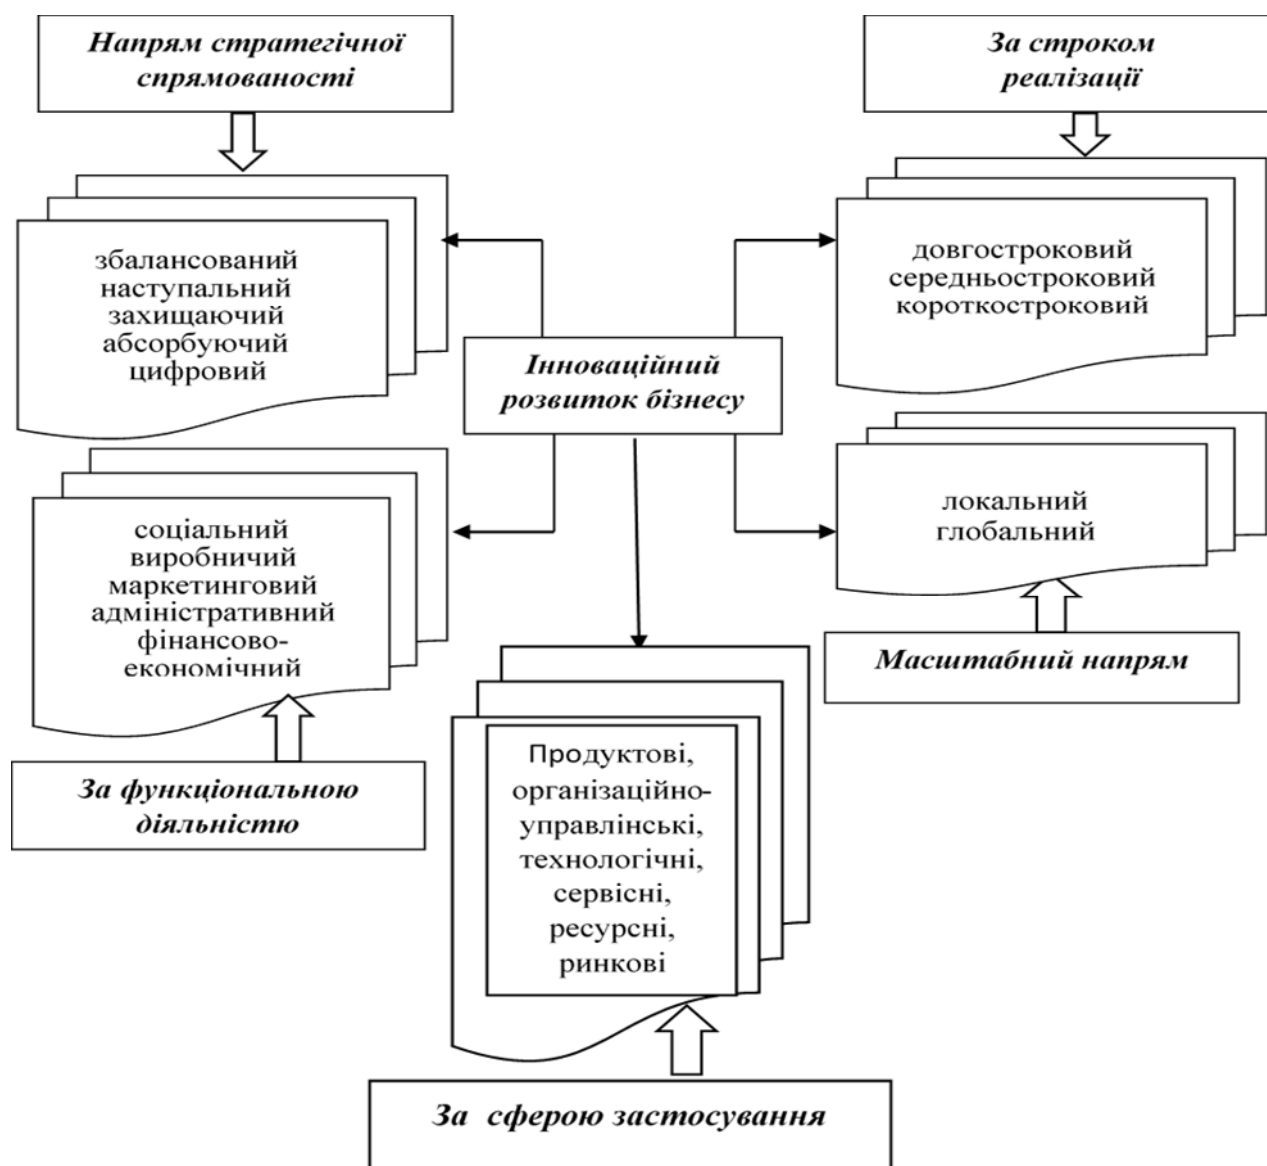 Напрям стратегічної
спрямованості
За строком
реалізації
збалансований
наступальний
захищаючий
абсорбуючий
цифровий
довгостроковий
середньостроковий
короткостроковий
Інноваційний
розвиток бізнесу
соціальний
виробничий
маркетинговий
адміністративний
фінансово-
економічний
локальний
глобальний
Масштабний напрям
За функціональною
діяльністю
Продуктові,
організаційно-
управлінські,
технологічні,
сервісні,
ресурсні,
ринкові
За сферою застосування